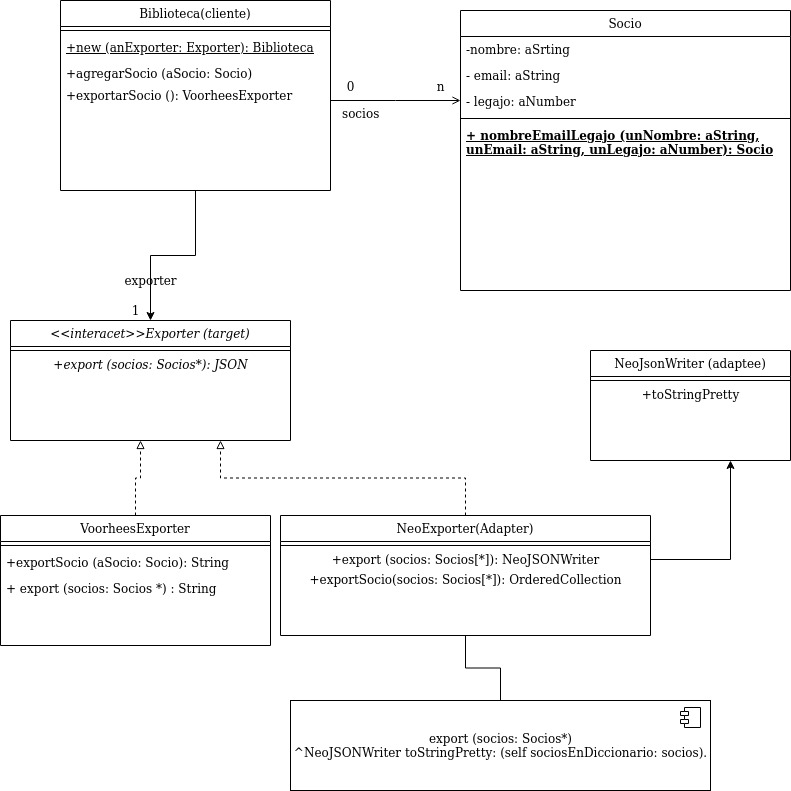 Biblioteca(cliente)
+new (anExporter: Exporter): Biblioteca
+agregarSocio (aSocio: Socio)
+exportarSocio (): VoorheesExporter
0
n
socios
Socio
-nombre: aSrting
- email: aString
- legajo: aNumber
+ nombreEmailLegajo (unNombre: aString,
unEmail: aString, unLegajo: aNumber): Socio
exporter
1
<<interacet>>Exporter (target)
+export (socios: Socios*): JSON
NeoJsonWriter (adaptee)
+toStringPretty
VoorheesExporter
+exportSocio (aSocio: Socio): String
+ export (socios: Socios *) : String
NeoExporter(Adapter)
+export (socios: Socios[*]): NeoJSONWriter
+exportSocio(socios: Socios[*]): OrderedCollection
export (socios: Socios*)
^NeoJSONWriter toStringPretty: (self sociosEnDiccionario: socios).